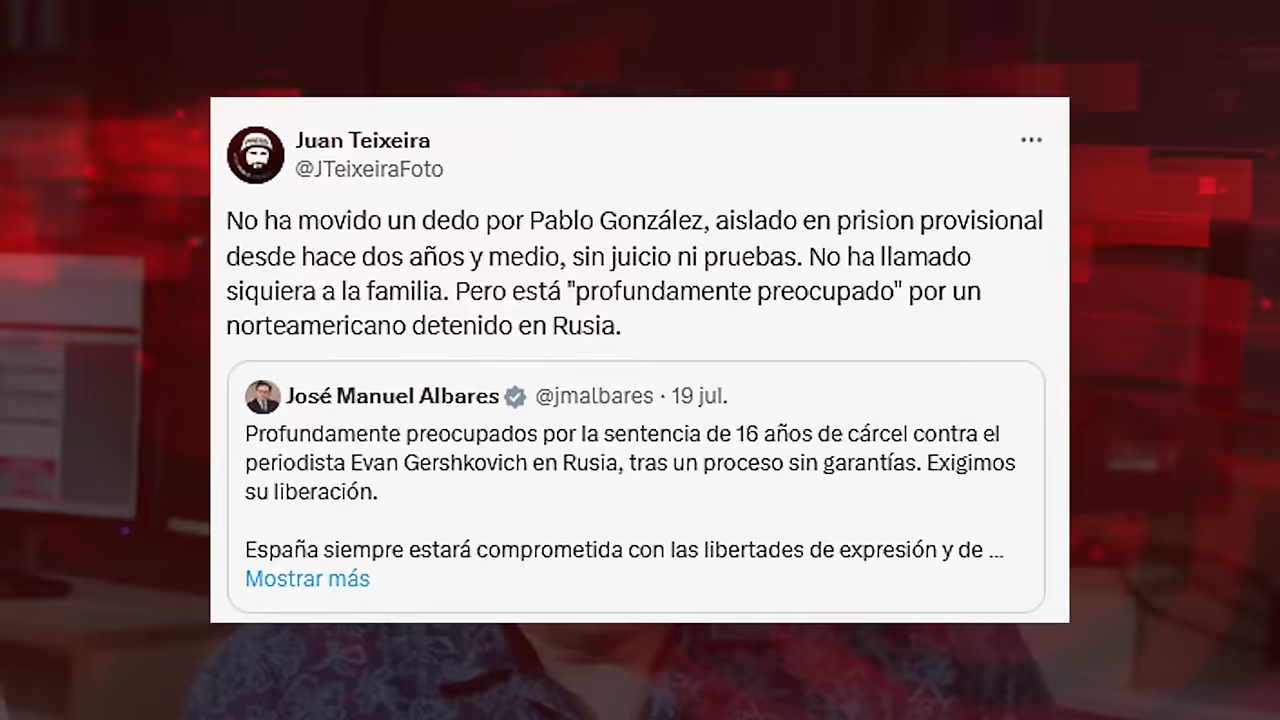 Juan Teixeira
@JTeixeiraFoto
No ha movido un dedo por Pablo González, aislado en prision provisional
desde hace dos años y medio, sin juicio ni pruebas. No ha llamado
siquiera a la familia. Pero está "profundamente preocupado" por un
norteamericano detenido en Rusia.
José Manuel Albares @jmalbares · 19 jul.
Profundamente preocupados por la sentencia de 16 años de cárcel contra el
periodista Evan Gershkovich en Rusia, tras un proceso sin garantías. Exigimos
su liberación.
España siempre estará comprometida con las libertades de expresión y de ...
Mostrar más